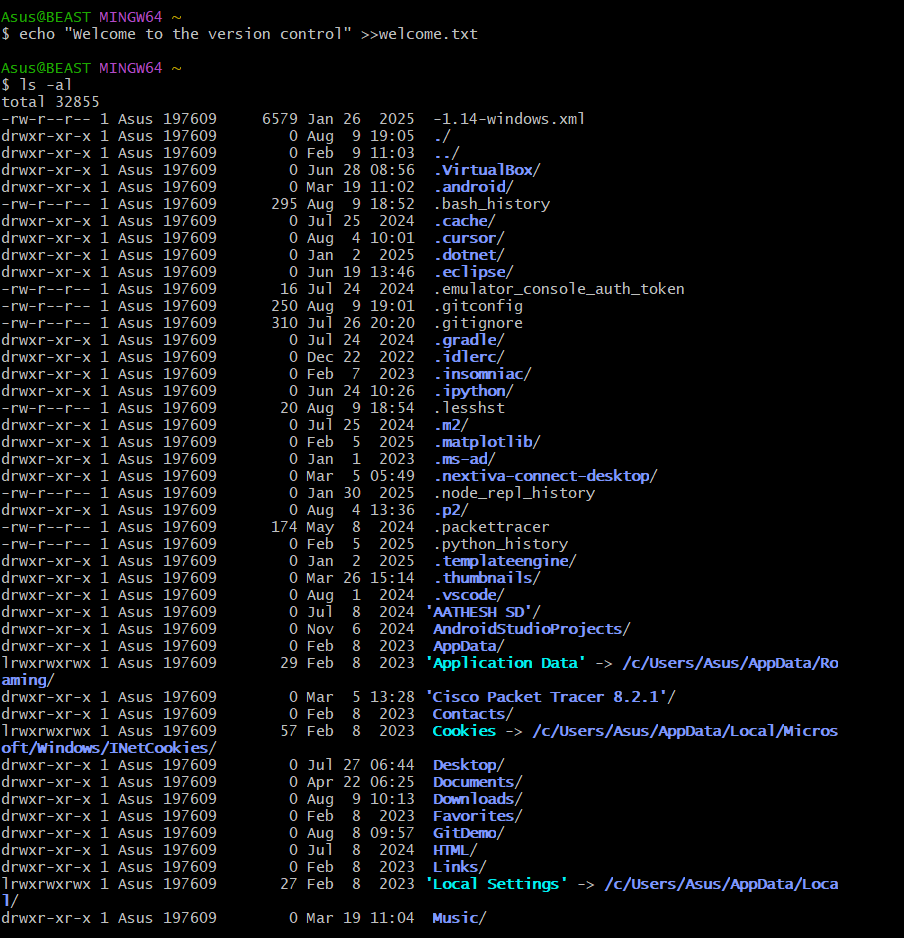 Asus@BEAST MINGW64 ~
$ echo "Welcome to the version control" >>welcome.txt
Asus@BEAST MINGW64 ~
$ ls -al
total 32855
-rw-r--r-- 1 Asus 197609     6579 Jan 26  2025  -1.14-windows.xml
drwxr-xr-x 1 Asus 197609        0 Aug  9 19:05  ./
drwxr-xr-x 1 Asus 197609        0 Feb  9 11:03  ../
drwxr-xr-x 1 Asus 197609        0 Jun 28 08:56  .VirtualBox/
drwxr-xr-x 1 Asus 197609        0 Mar 19 11:02  .android/
-rw-r--r-- 1 Asus 197609      295 Aug  9 18:52  .bash_history
drwxr-xr-x 1 Asus 197609        0 Jul 25  2024  .cache/
drwxr-xr-x 1 Asus 197609        0 Aug  4 10:01  .cursor/
drwxr-xr-x 1 Asus 197609        0 Jan  2  2025  .dotnet/
drwxr-xr-x 1 Asus 197609        0 Jun 19 13:46  .eclipse/
-rw-r--r-- 1 Asus 197609       16 Jul 24  2024  .emulator_console_auth_token
-rw-r--r-- 1 Asus 197609      250 Aug  9 19:01  .gitconfig
-rw-r--r-- 1 Asus 197609      310 Jul 26 20:20  .gitignore
drwxr-xr-x 1 Asus 197609        0 Jul 24  2024  .gradle/
drwxr-xr-x 1 Asus 197609        0 Dec 22  2022  .idlerc/
drwxr-xr-x 1 Asus 197609        0 Feb  7  2023  .insomniac/
drwxr-xr-x 1 Asus 197609        0 Jun 24 10:26  .ipython/
-rw-r--r-- 1 Asus 197609       20 Aug  9 18:54  .lesshst
drwxr-xr-x 1 Asus 197609        0 Jul 25  2024  .m2/
drwxr-xr-x 1 Asus 197609        0 Feb  5  2025  .matplotlib/
drwxr-xr-x 1 Asus 197609        0 Jan  1  2023  .ms-ad/
drwxr-xr-x 1 Asus 197609        0 Mar  5 05:49  .nextiva-connect-desktop/
-rw-r--r-- 1 Asus 197609        0 Jan 30  2025  .node_repl_history
drwxr-xr-x 1 Asus 197609        0 Aug  4 13:36  .p2/
-rw-r--r-- 1 Asus 197609      174 May  8  2024  .packettracer
-rw-r--r-- 1 Asus 197609        0 Feb  5  2025  .python_history
drwxr-xr-x 1 Asus 197609        0 Jan  2  2025  .templateengine/
drwxr-xr-x 1 Asus 197609        0 Mar 26 15:14  .thumbnails/
drwxr-xr-x 1 Asus 197609        0 Aug  1  2024  .vscode/
drwxr-xr-x 1 Asus 197609        0 Jul  8  2024 'AATHESH SD'/
drwxr-xr-x 1 Asus 197609        0 Nov  6  2024  AndroidStudioProjects/
drwxr-xr-x 1 Asus 197609        0 Feb  8  2023  AppData/
lrwxrwxrwx 1 Asus 197609       29 Feb  8  2023 'Application Data' -> /c/Users/Asus/AppData/Ro
aming/
drwxr-xr-x 1 Asus 197609        0 Mar  5 13:28 'Cisco Packet Tracer 8.2.1'/
drwxr-xr-x 1 Asus 197609        0 Feb  8  2023  Contacts/
lrwxrwxrwx 1 Asus 197609       57 Feb  8  2023  Cookies -> /c/Users/Asus/AppData/Local/Micros
oft/Windows/INetCookies/
drwxr-xr-x 1 Asus 197609        0 Jul 27 06:44  Desktop/
drwxr-xr-x 1 Asus 197609        0 Apr 22 06:25  Documents/
drwxr-xr-x 1 Asus 197609        0 Aug  9 10:13  Downloads/
drwxr-xr-x 1 Asus 197609        0 Feb  8  2023  Favorites/
drwxr-xr-x 1 Asus 197609        0 Aug  8 09:57  GitDemo/
drwxr-xr-x 1 Asus 197609        0 Jul  8  2024  HTML/
drwxr-xr-x 1 Asus 197609        0 Feb  8  2023  Links/
lrwxrwxrwx 1 Asus 197609       27 Feb  8  2023 'Local Settings' -> /c/Users/Asus/AppData/Loca
l/
drwxr-xr-x 1 Asus 197609        0 Mar 19 11:04  Music/